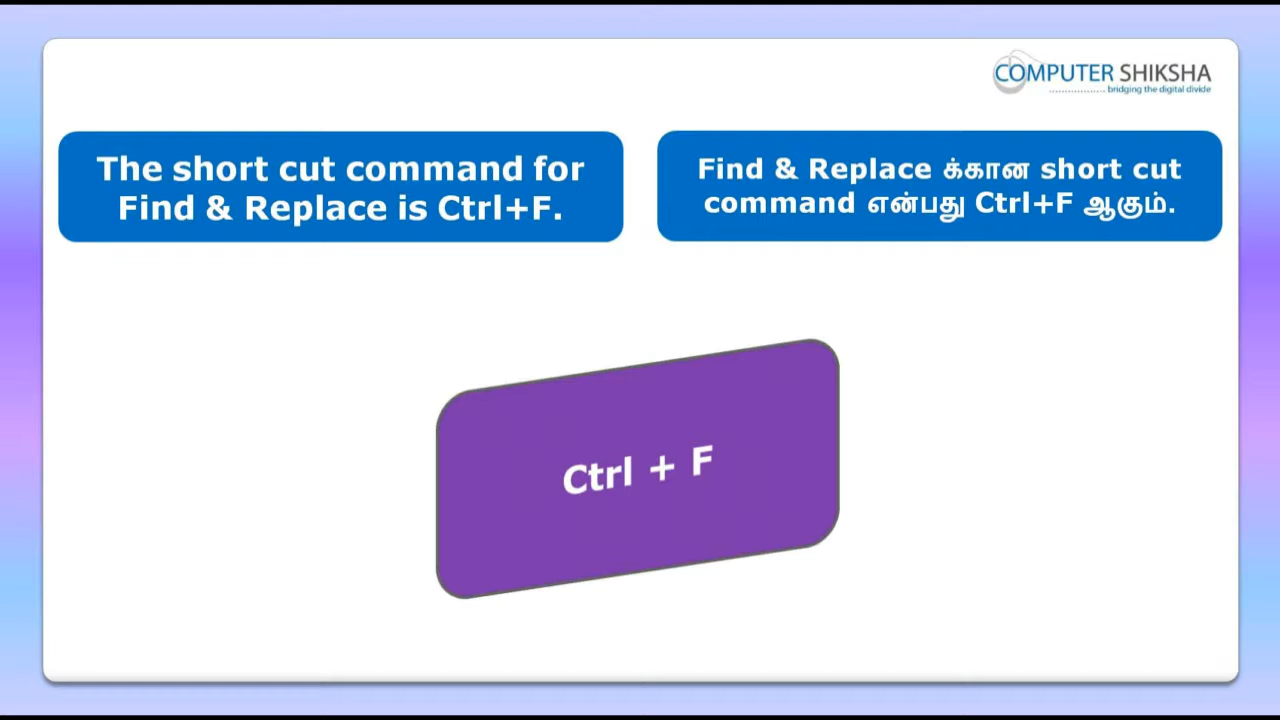 COMPUTER SHIKSHA
bridging the digital divide
The short cut command for
Find & Replace is Ctrl+F.
Find & Replace க்கான short cut
command என்பது Ctrl+F ஆகும்.
Ctrl + F